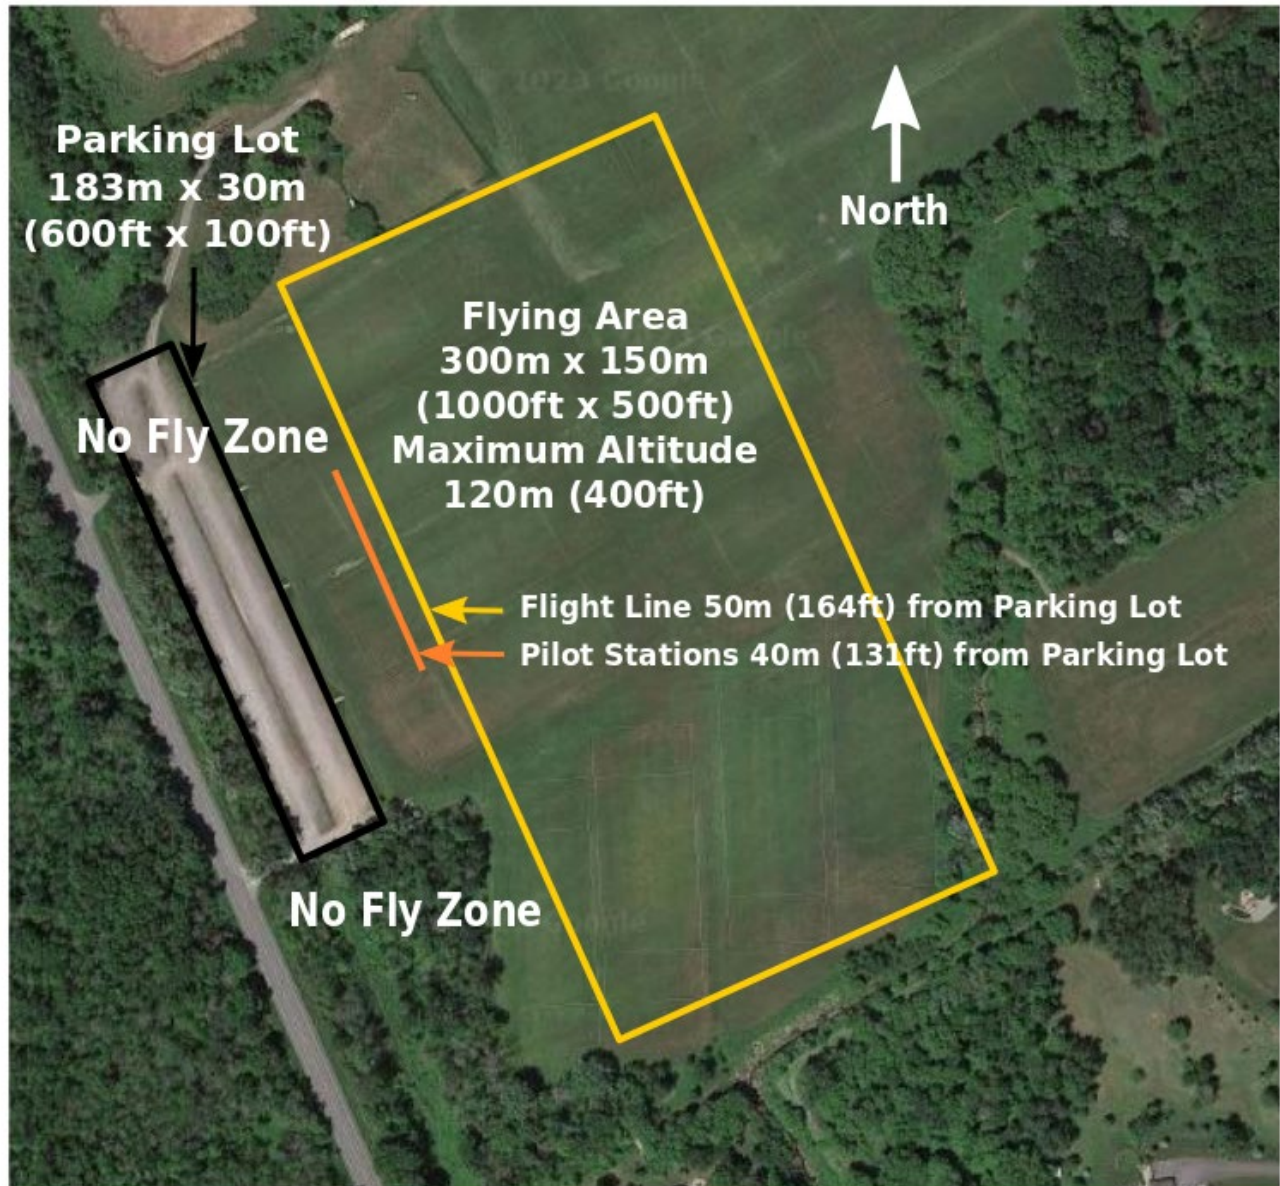 Parking Lot
183m x 30m
(600ft x 100ft)
North
Flying Area
300m x 150m
(1000ft x 500ft)
Maximum Altitude
120m (400ft)
No Fly Zone
Flight Line 50m (164ft) from Parking Lot
Pilot Stations 40m (131ft) from Parking Lot
No Fly Zone